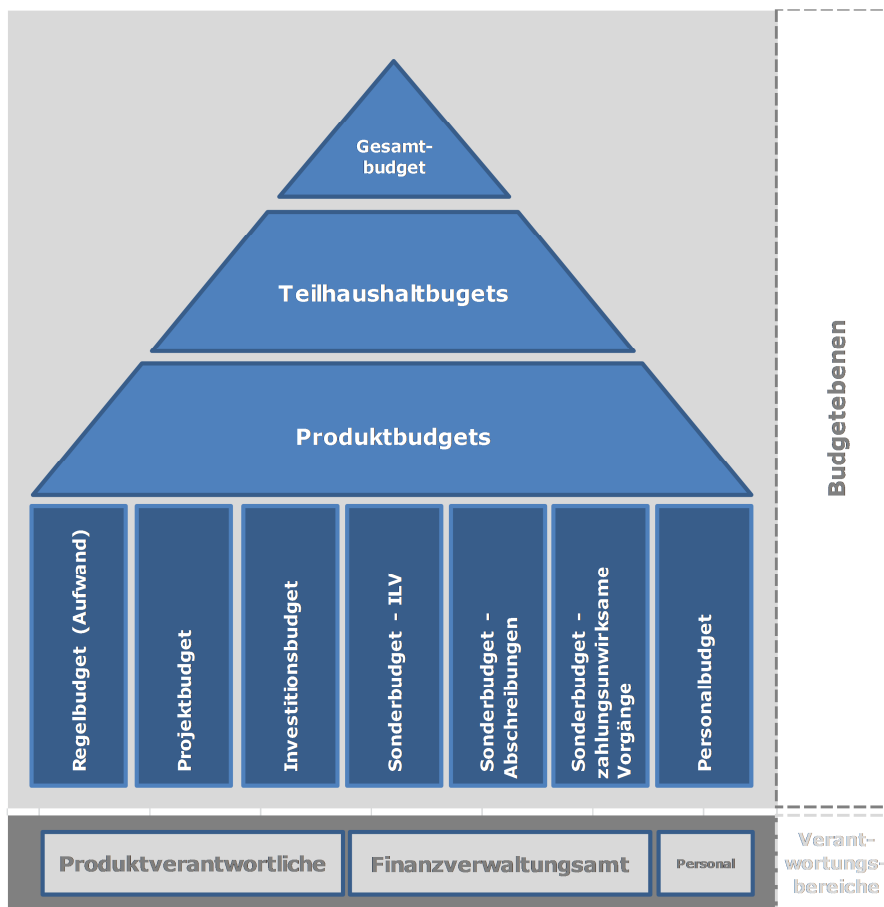 Gesamt-
budget
Teilhaushaltbugets
Produktbudgets
Budgetebenen
Regelbudget (Aufwand)
Projektbudget
Investitionsbudget
Sonderbudget - ILV
Sonderbudget -
Abschreibungen
Sonderbudget -
zahlungsunwirksame
Vorgänge
Personalbudget
Produktverantwortliche
Finanzverwaltungsamt
Personal
Verant-
wortungs-
bereiche